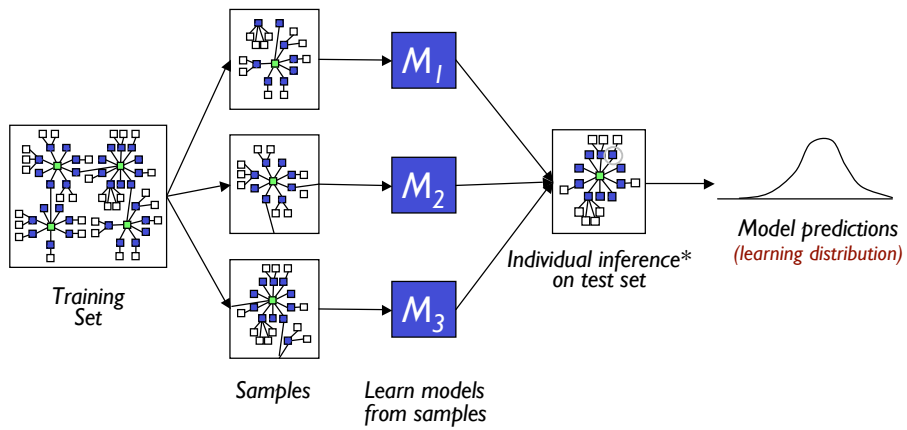 M1
M2
M3
Training
Set
Samples
Learn models
from samples
Individual inference*
on test set
Model predictions
(learning distribution)